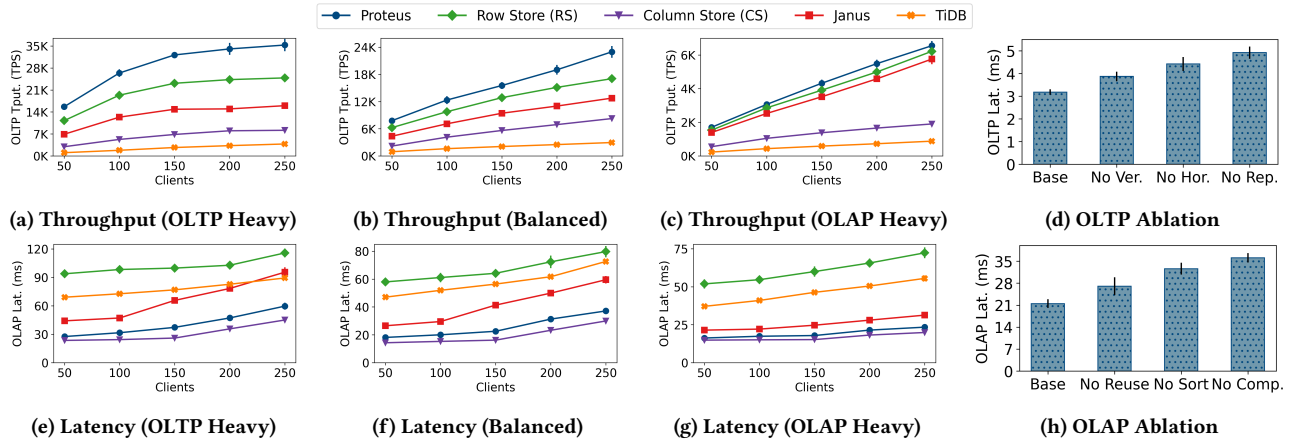 Proteus Row Store (RS) Column Store (CS) Janus TiDB
OLTP Tput. (TPS)
35K
28K
21K
14K
7K
0K
50 100 150 200 250
Clients
(a) Throughput (OLTP Heavy)
OLTP Tput. (TPS)
24K
18K
12K
6K
0K
50 100 150 200 250
Clients
(b) Throughput (Balanced)
OLTP Tput. (TPS)
6K
4K
2K
0K
50 100 150 200 250
Clients
(c) Throughput (OLAP Heavy)
OLTP Lat. (ms)
5
4
3
2
1
0
Base No Ver. No Hor. No Rep.
(d) OLTP Ablation
OLAP Lat. (ms)
120
90
60
30
0
50 100 150 200 250
Clients
(e) Latency (OLTP Heavy)
OLAP Lat. (ms)
80
60
40
20
0
50 100 150 200 250
Clients
(f) Latency (Balanced)
OLAP Lat. (ms)
75
50
25
0
50 100 150 200 250
Clients
(g) Latency (OLAP Heavy)
OLAP Lat. (ms)
35
28
21
14
7
0
Base No Reuse No Sort No Comp.
(h) OLAP Ablation